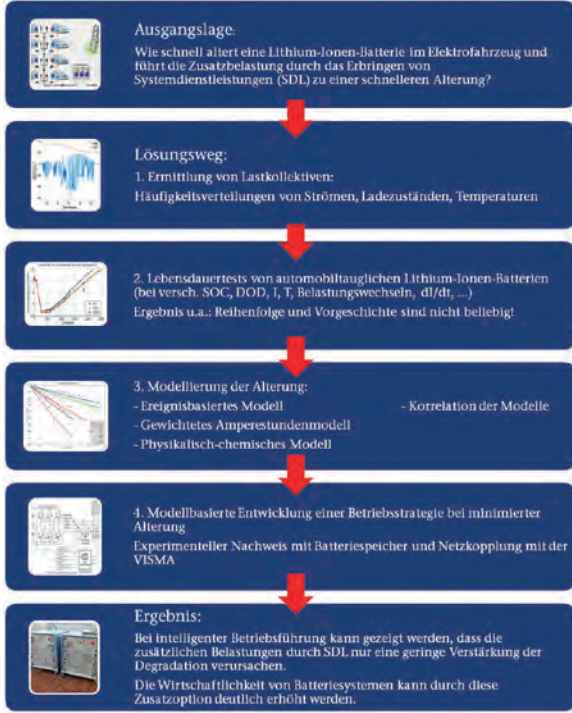 Ausgangslage:
Wie schnell altert eine Lithium-Ionen-Batterie im Elektrofahrzeug und
führt die Zusatzbelastung durch das Erbringen von
Systemdienstleistungen (SDL) zu einer schnelleren Alterung?
Lösungsweg:
1. Ermittlung von Lastkollektiven:
Häufigkeitsverteilungen von Strömen, Ladezuständen, Temperaturen
2. Lebensdauertests von automobiltauglichen Lithium-Ionen-Batterien
(bei versch. SOC, DOD, I, T, Belastungswechseln, dI/dt, ...)
Ergebnis u.a.: Reihenfolge und Vorgeschichte sind nicht beliebig!
3. Modellierung der Alterung:
- Ereignisbasiertes Modell - Korrelation der Modelle
- Gewichtetes Amperestundenmodell
- Physikalisch-chemisches Modell
4. Modellbasierte Entwicklung einer Betriebsstrategie bei minimierter
Alterung
Experimenteller Nachweis mit Batteriespeicher und Netzkopplung mit der
VISMA
Ergebnis:
Bei intelligenter Betriebsführung kann gezeigt werden, dass die
zusätzlichen Belastungen durch SDL nur eine geringe Verstärkung der
Degradation verursachen.
Die Wirtschaftlichkeit von Batteriesystemen kann durch diese
Zusatzoption deutlich erhöht werden.